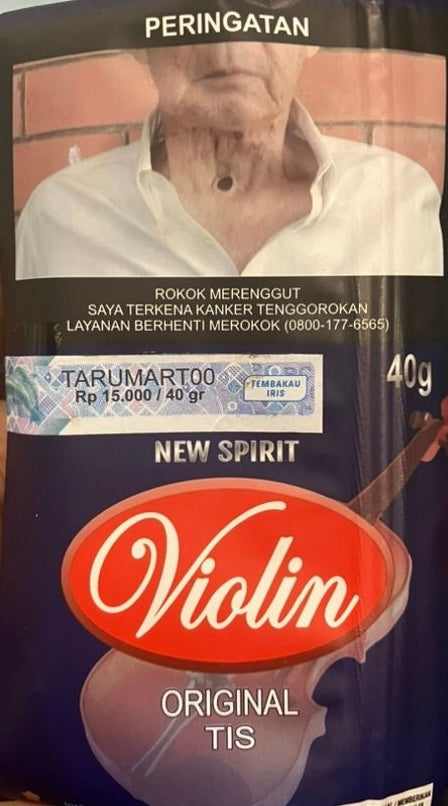 PERINGATAN
ROKOK MERENGGUT
SAYA TERKENA KANKER TENGGOROKAN
LAYANAN BERHENTI MEROKOK (0800-177-6565)
TARUMART00
Rp 15.000 / 40 gr
TEMBAKAU
IRIS
40g
NEW SPIRIT
Violin
ORIGINAL
TIS